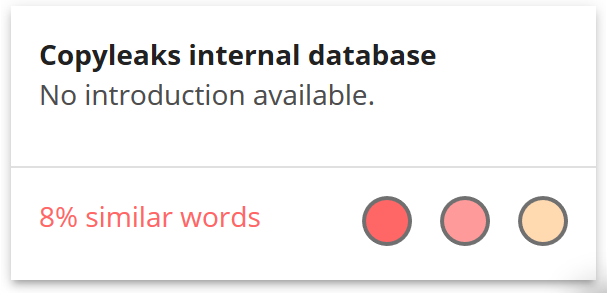 Copyleaks internal database
No introduction available.
8% similar words